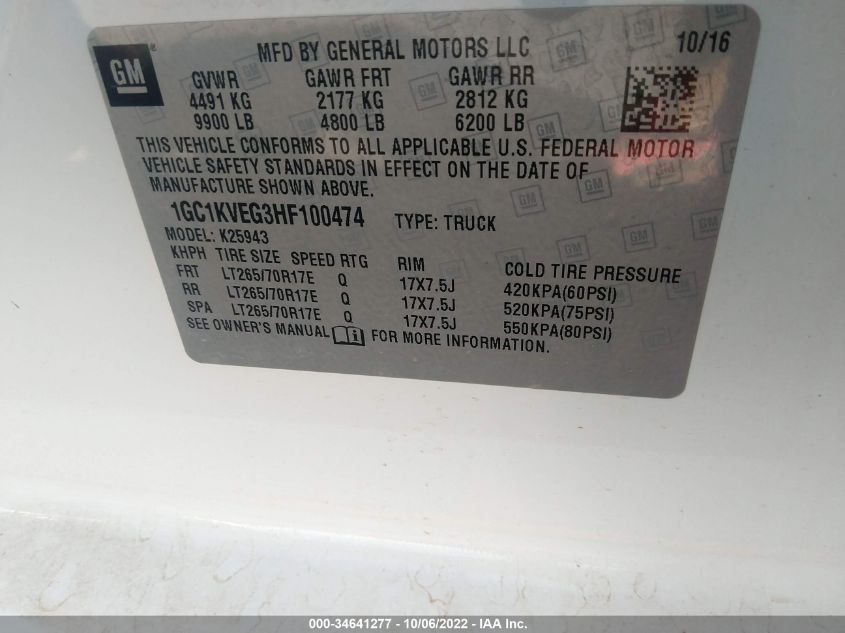 GM
MFD BY GENERAL MOTORS LLC 10/16
GVWR GAWR FRT GAWR RR
4491 KG 2177 KG 2812 KG
9900 LB 4800 LB 6200 LB
THIS VEHICLE CONFORMS TO ALL APPLICABLE U.S. FEDERAL MOTOR
VEHICLE SAFETY STANDARDS IN EFFECT ON THE DATE OF
MANUFACTURE SHOWN ABOVE.
1GC1KVEG3HF100474 TYPE: TRUCK
MODEL: K25943
KHPH TIRE SIZE SPEED RTG RIM COLD TIRE PRESSURE
FRT LT265/70R17E Q 17X7.5J 420KPA(60PSI)
RR LT265/70R17E Q 17X7.5J 520KPA(75PSI)
SPA LT265/70R17E Q 17X7.5J 550KPA(80PSI)
SEE OWNER'S MANUAL FOR MORE INFORMATION.
000-34641277 - 10/06/2022 - IAA Inc.